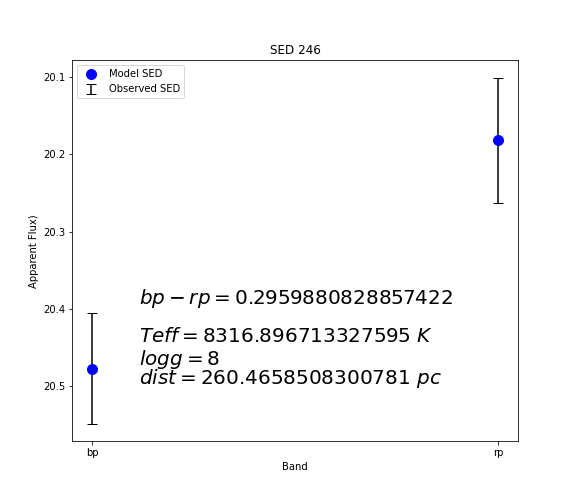 SED 246
Model SED
Observed SED
20.1
20.2
20.3
20.4
20.5
Apparent Flux)
bp − rp = 0.2959880828857422
Teff = 8316.896713327595 K
logg = 8
dist = 260.4658508300781 pc
bp
rp
Band